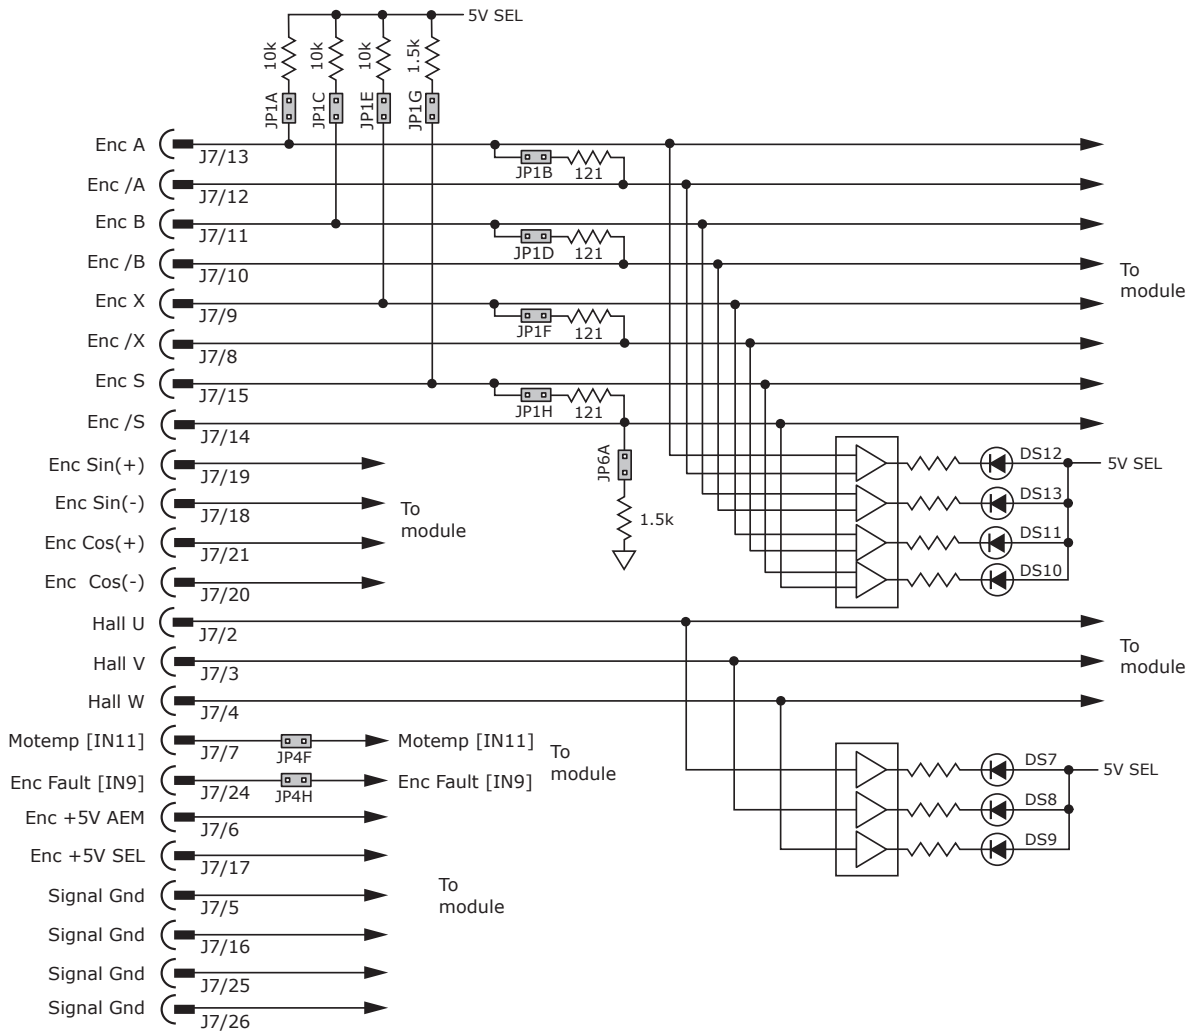 5V SEL
10k
10k
10k
1.5k
JP1A
JP1C
JP1E
JP1G
Enc A
J7/13
JP1B
121
Enc /A
J7/12
Enc B
J7/11
JP1D
121
Enc /B
J7/10
To
module
Enc X
J7/9
JP1F
121
Enc /X
J7/8
Enc S
J7/15
JP1H
121
Enc /S
J7/14
JP6A
1.5k
DS12
5V SEL
DS13
DS11
DS10
Enc Sin(+)
J7/19
Enc Sin(-)
J7/18
To
module
Enc Cos(+)
J7/21
Enc Cos(-)
J7/20
Hall U
J7/2
Hall V
J7/3
To
module
Hall W
J7/4
Motemp [IN11]
J7/7
JP4F
Motemp [IN11]
To
module
Enc Fault [IN9]
J7/24
JP4H
Enc Fault [IN9]
DS7
5V SEL
DS8
DS9
Enc +5V AEM
J7/6
Enc +5V SEL
J7/17
Signal Gnd
J7/5
To
module
Signal Gnd
J7/16
Signal Gnd
J7/25
Signal Gnd
J7/26